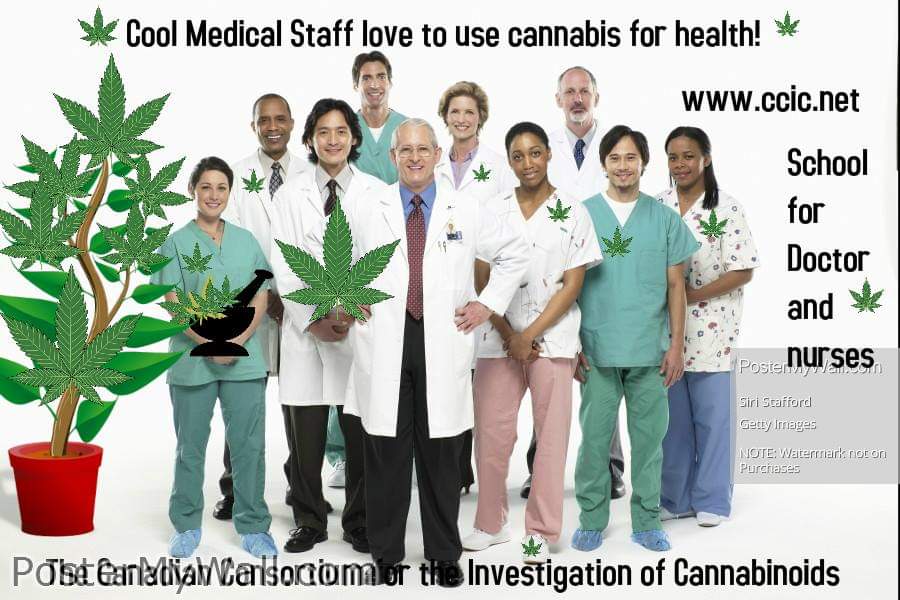 Cool Medical Staff love to use cannabis for health!
www.ccic.net
School
for
Doctor
and
nurses
PosterMyWall.com
Siri Stafford
Getty Images
NOTE: Watermark not on
Purchases
PosterMyWall.com
The Canadian Consortium for the Investigation of Cannabinoids